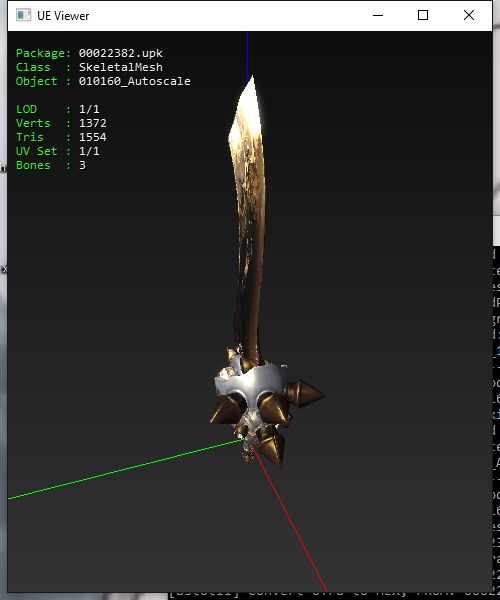 UE Viewer
Package: 00022382.upk
Class : SkeletalMesh
Object : 010160_Autoscale
LOD : 1/1
Verts : 1372
Tris : 1554
UV Set : 1/1
Bones : 3